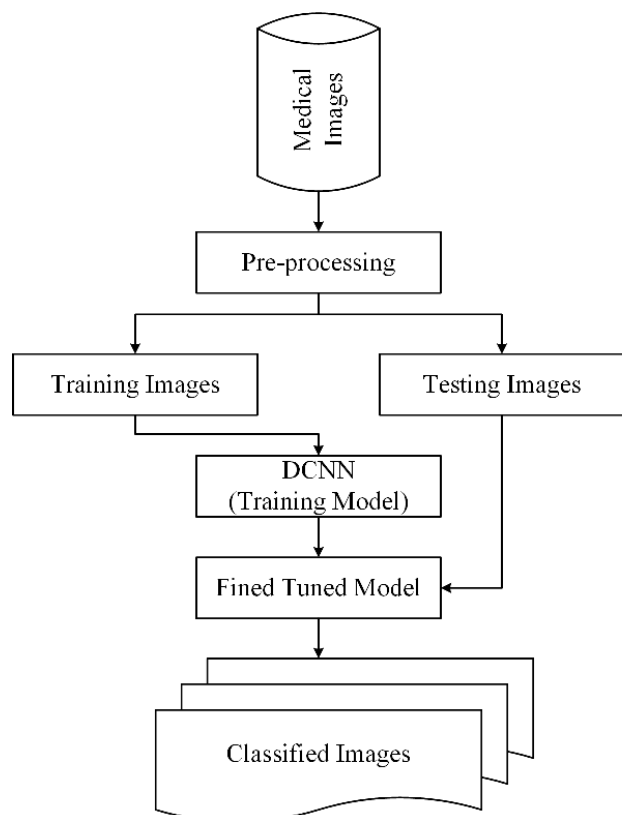 Medical
Images
Pre-processing
Training Images
Testing Images
DCNN
(Training Model)
Fined Tuned Model
Classified Images